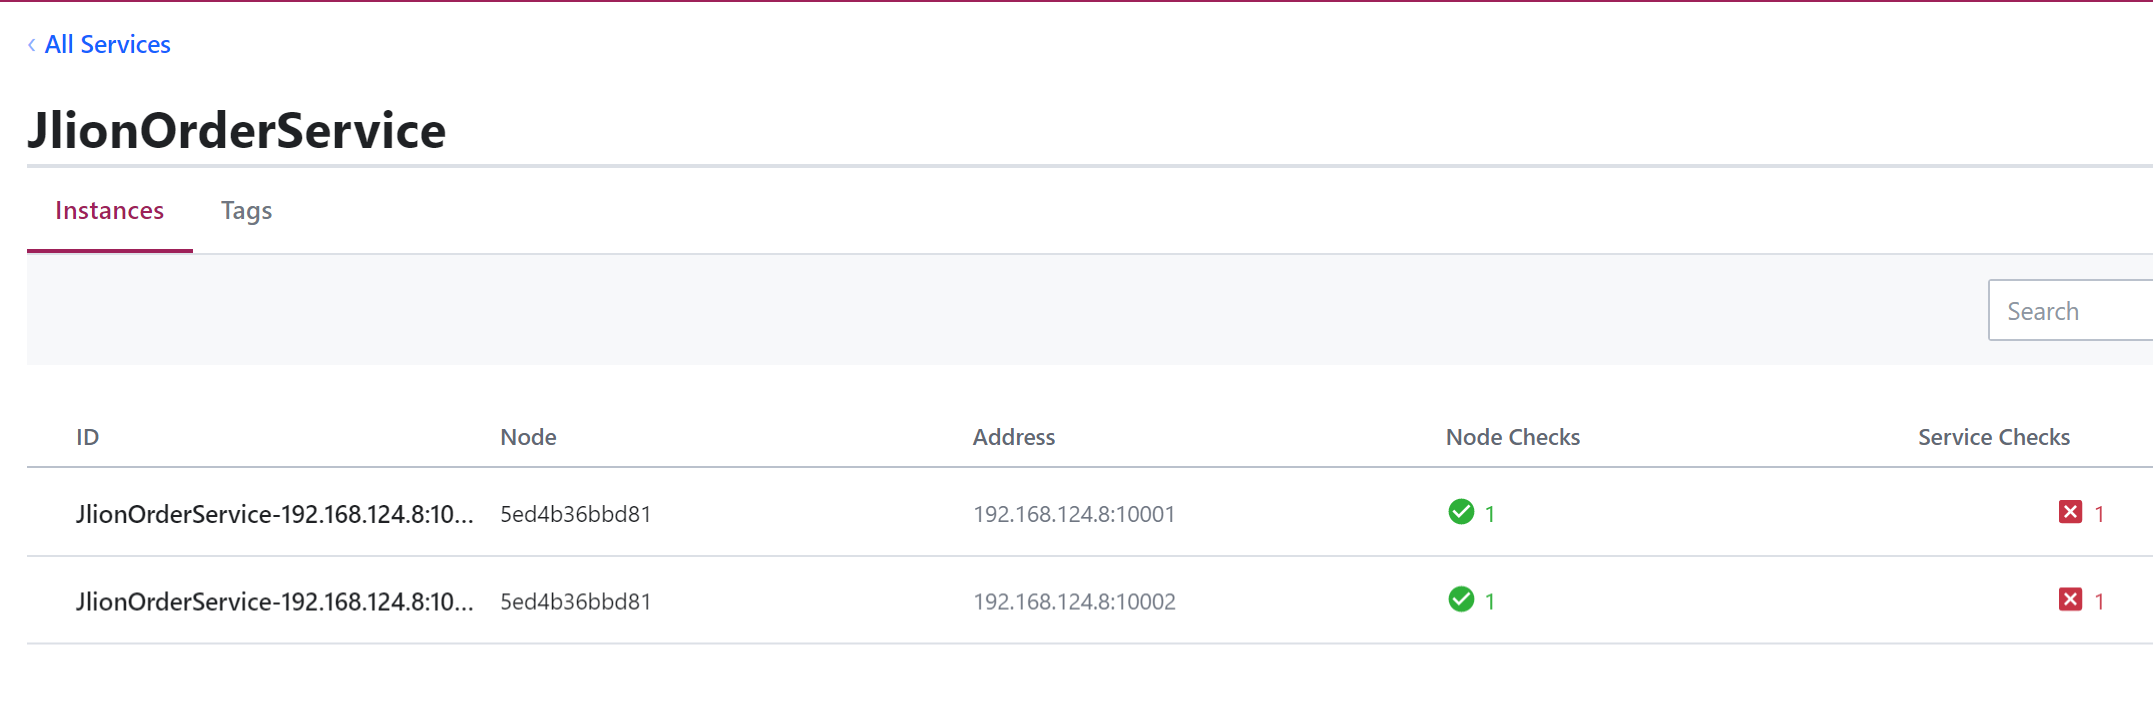 ‹ All Services
JlionOrderService
Instances Tags
Search
ID Node Address Node Checks Service Checks
JlionOrderService-192.168.124.8:10... 5ed4b36bbd81 192.168.124.8:10001 1 1
JlionOrderService-192.168.124.8:10... 5ed4b36bbd81 192.168.124.8:10002 1 1